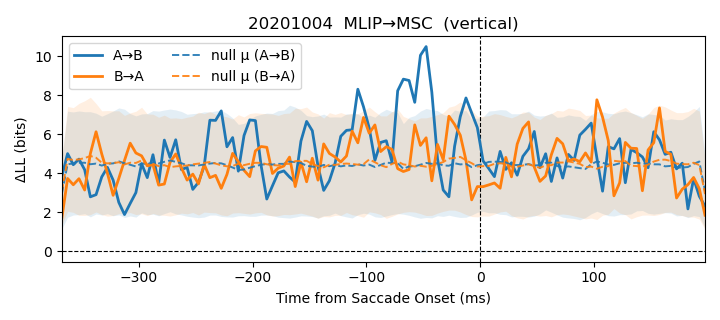 20201004  MLIP→MSC  (vertical)
A→B
B→A
null μ (A→B)
null μ (B→A)
ΔLL (bits)
10
8
6
4
2
0
−300
−200
−100
0
100
Time from Saccade Onset (ms)